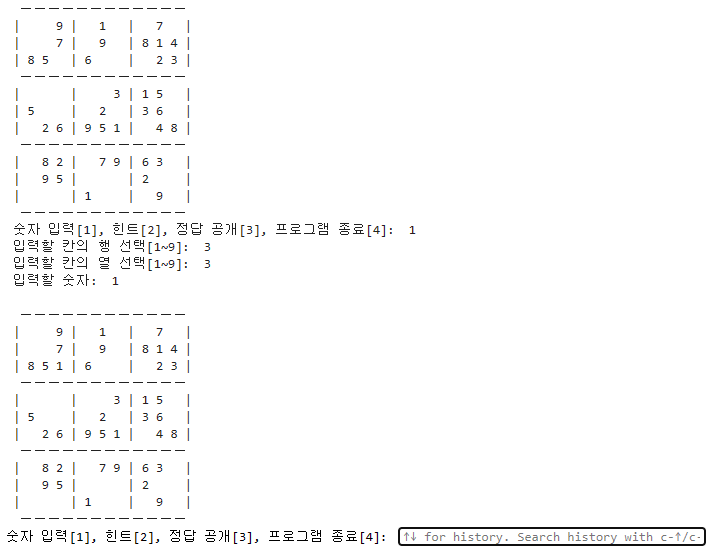 — — — — — — — — — — — —
|     9 |   1   |   7   |
|     7 |   9   | 8 1 4 |
| 8 5   | 6     |   2 3 |
— — — — — — — — — — — —
|       |     3 | 1 5   |
| 5     |   2   | 3 6   |
|   2 6 | 9 5 1 |   4 8 |
— — — — — — — — — — — —
|   8 2 |   7 9 | 6 3   |
|   9 5 |       | 2     |
|       | 1     |   9   |
— — — — — — — — — — — —
숫자 입력[1], 힌트[2], 정답 공개[3], 프로그램 종료[4]: 1
입력할 칸의 행 선택[1~9]: 3
입력할 칸의 열 선택[1~9]: 3
입력할 숫자: 1
— — — — — — — — — — — —
|     9 |   1   |   7   |
|     7 |   9   | 8 1 4 |
| 8 5 1 | 6     |   2 3 |
— — — — — — — — — — — —
|       |     3 | 1 5   |
| 5     |   2   | 3 6   |
|   2 6 | 9 5 1 |   4 8 |
— — — — — — — — — — — —
|   8 2 |   7 9 | 6 3   |
|   9 5 |       | 2     |
|       | 1     |   9   |
— — — — — — — — — — — —
숫자 입력[1], 힌트[2], 정답 공개[3], 프로그램 종료[4]: ↑↓ for history. Search history with c-↑/c-